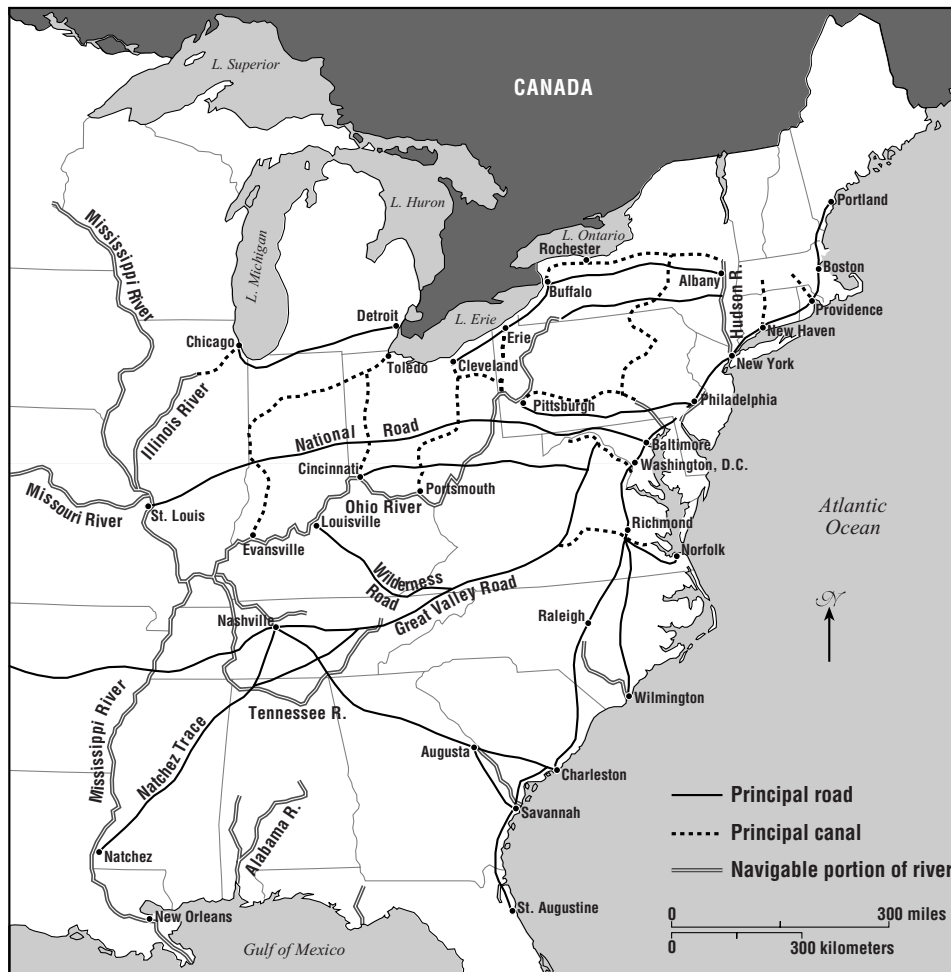 L. Superior
CANADA
L. Huron
L. Michigan
L. Ontario
L. Erie
Mississippi River
Portland
Rochester
Boston
Albany
Hudson R.
Buffalo
Providence
Detroit
New Haven
Erie
Chicago
Toledo
Cleveland
New York
Illinois River
Pittsburgh
Philadelphia
National Road
Baltimore
Cincinnati
Washington, D.C.
Missouri River
Portsmouth
Ohio River
St. Louis
Louisville
Atlantic
Ocean
Richmond
Evansville
Norfolk
Wilderness
Road
Great Valley Road
N
Nashville
Raleigh
Mississippi River
Tennessee R.
Wilmington
Natchez Trace
Augusta
Charleston
Principal road
Savannah
Alabama R.
Principal canal
Natchez
Navigable portion of river
New Orleans
St. Augustine
0 300 miles
0 300 kilometers
Gulf of Mexico